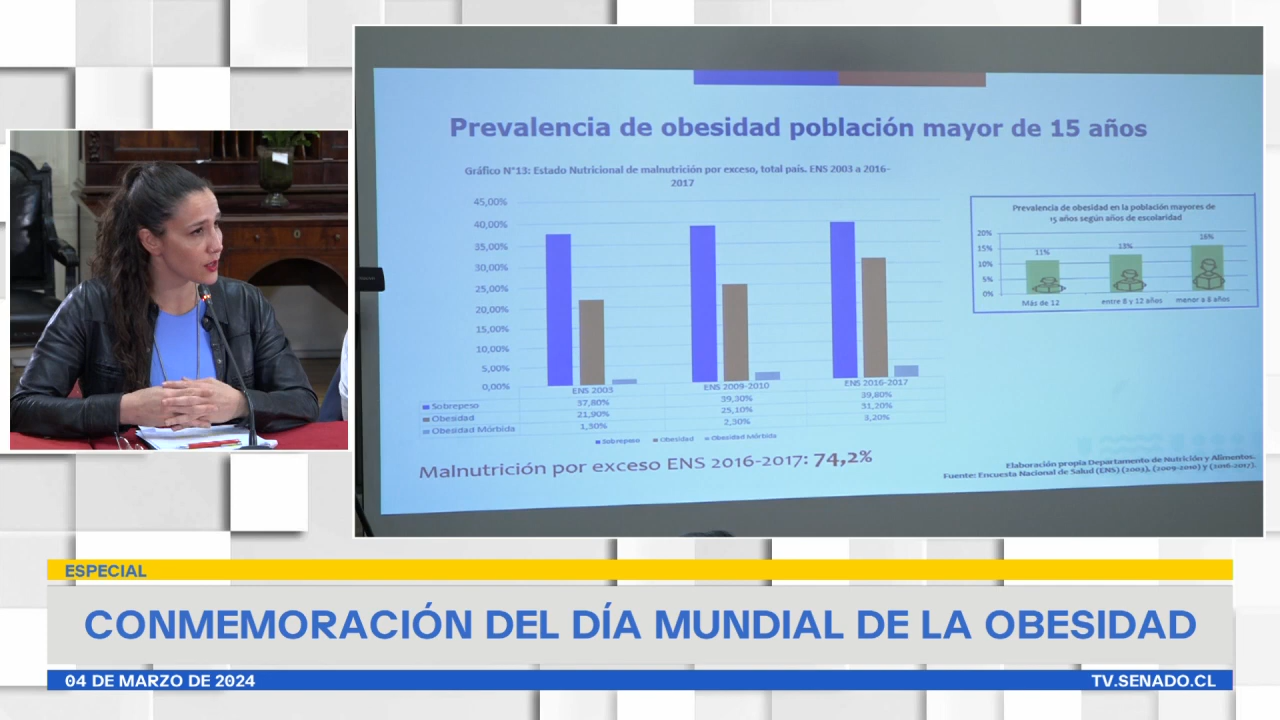 Prevalencia de obesidad población mayor de 15 años
Gráfico N°13: Estado Nutricional de malnutrición por exceso, total país. ENS 2003 a 2016-
2017
45,00%
40,00%
35,00%
30,00%
25,00%
20,00%
15,00%
10,00%
5,00%
0,00%
ENS 2003 ENS 2009-2010 ENS 2016-2017
Sobrepeso 37,80% 39,30% 39,80%
Obesidad 21,90% 25,10% 31,20%
Obesidad Mórbida 1,30% 2,30% 3,20%
Sobrepeso Obesidad Obesidad Mórbida
Malnutrición por exceso ENS 2016-2017: 74,2%
Prevalencia de obesidad en la población mayores de
15 años según años de escolaridad
20%
15%
10%
5%
0%
11% 13% 16%
Más de 12 entre 8 y 12 años menor a 8 años
Elaboración propia Departamento de Nutrición y Alimentos.
Fuente: Encuesta Nacional de Salud (ENS) (2003), (2009-2010) y (2016-2017).
ESPECIAL
CONMEMORACIÓN DEL DÍA MUNDIAL DE LA OBESIDAD
04 DE MARZO DE 2024
TV.SENADO.CL